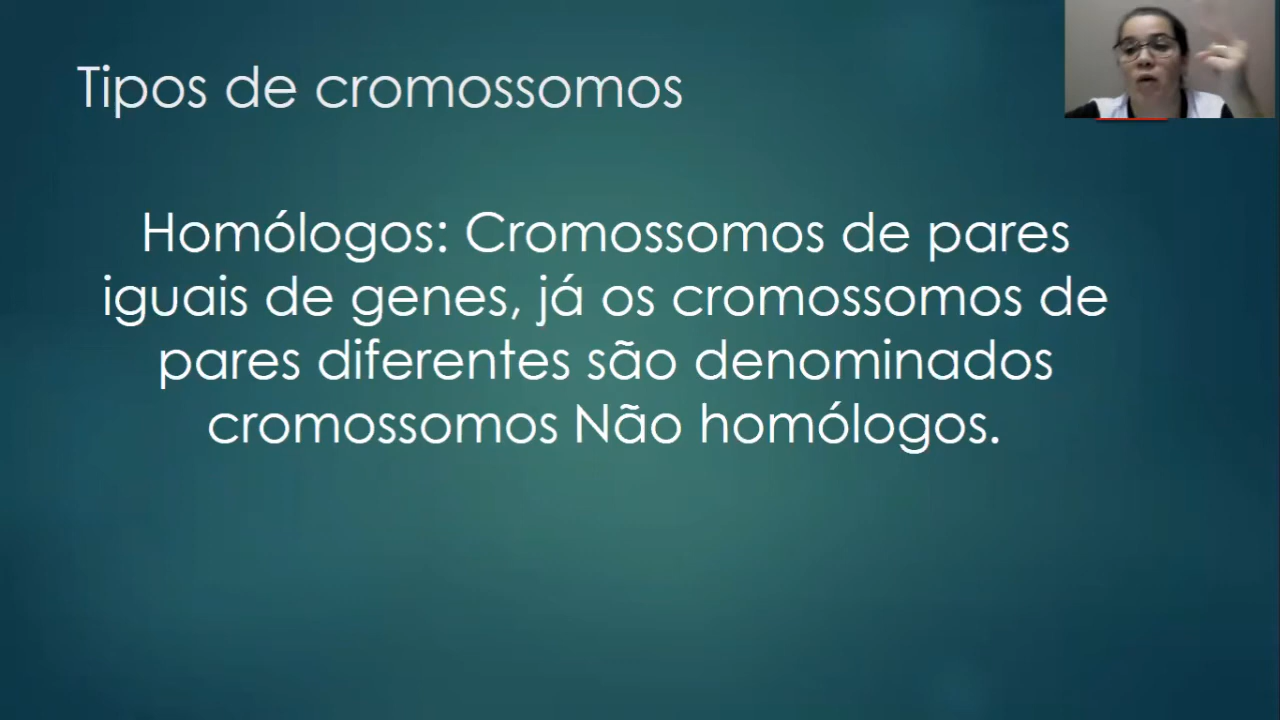 Tipos de cromossomos
Homólogos: Cromossomos de pares
iguais de genes, já os cromossomos de
pares diferentes são denominados
cromossomos Não homólogos.